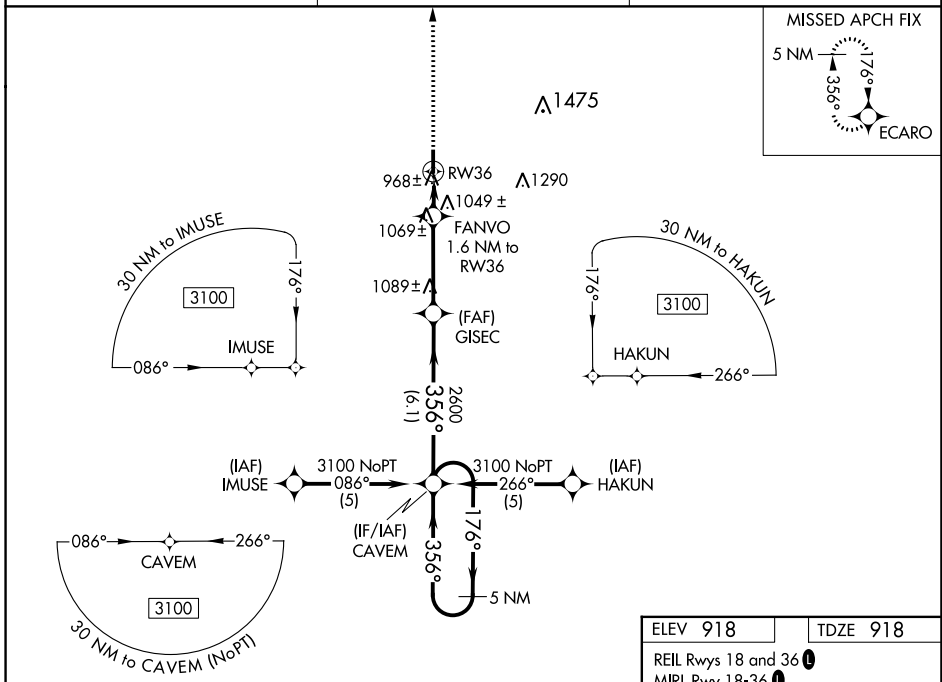 MISSED APCH FIX
5 NM
176°
356°
ECARO
1475
968± RW36
1290
1049 ±
1069±
FANVO
1.6 NM to
RW36
1089±
(FAF)
GISEC
30 NM to IMUSE
3100
176°
IMUSE
086°
30 NM to HAKUN
3100
176°
HAKUN
266°
2600
356°
(6.1)
(IAF)
IMUSE
3100 NoPT
086°
(5)
3100 NoPT
266°
(5)
(IAF)
HAKUN
(IF/IAF)
CAVEM
176°
356°
5 NM
086°
266°
CAVEM
3100
30 NM to CAVEM (NoPT)
ELEV 918
TDZE 918
REIL Rwys 18 and 36 L
MIRL Rwy 18-36 L